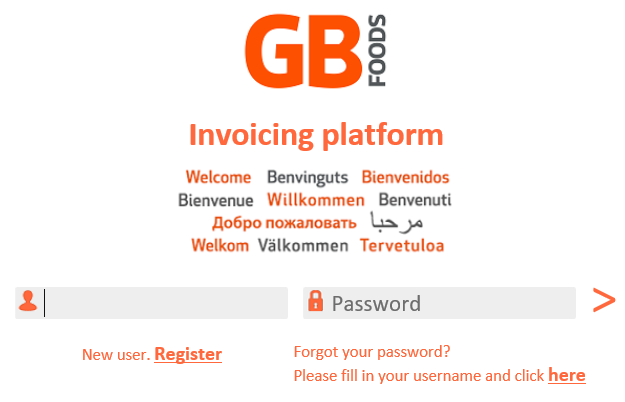 GB FOODS
Invoicing platform
Welcome Benvinguts Bienvenidos
Bienvenue Willkommen Benvenuti
Добро пожаловать مرحبا
Welkom Välkommen Tervetuloa
Password >
New user. Register
Forgot your password?
Please fill in your username and click here